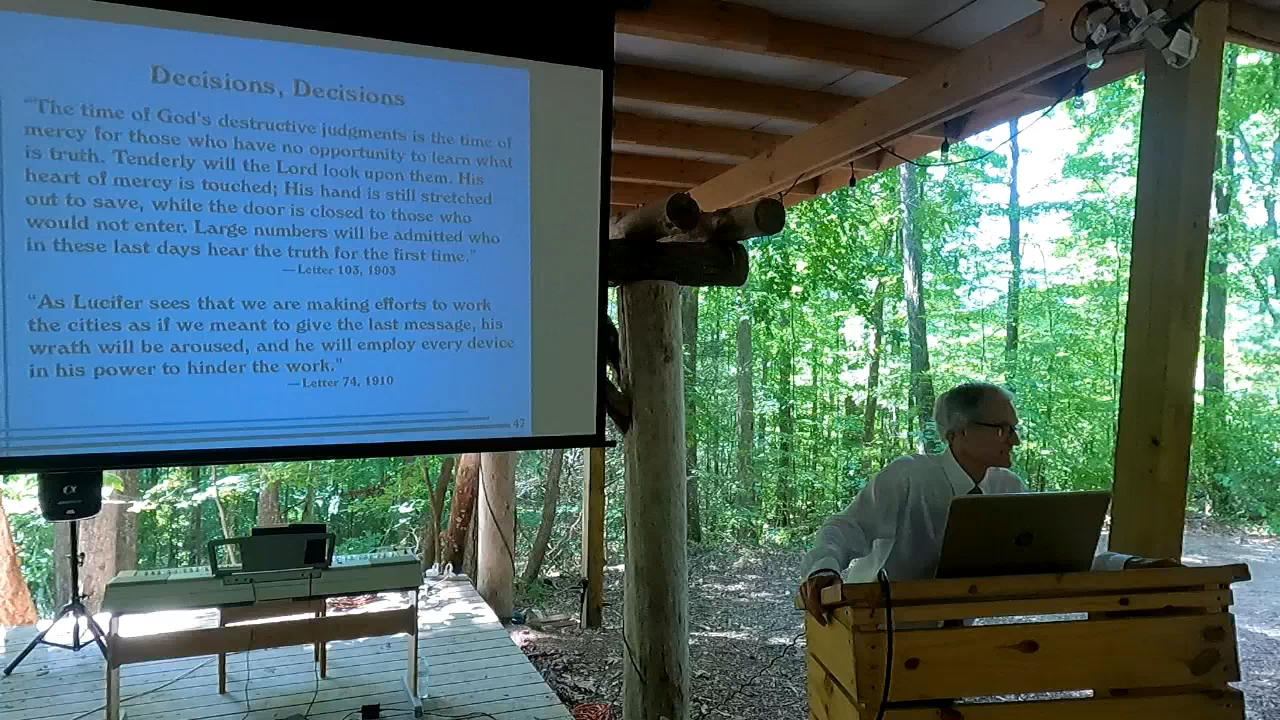 Decisions, Decisions
"The time of God's destructive judgments is the time of
mercy for those who have no opportunity to learn what
is truth. Tenderly will the Lord look upon them. His
heart of mercy is touched; His hand is still stretched
out to save, while the door is closed to those who
would not enter. Large numbers will be admitted who
in these last days hear the truth for the first time."
—Letter 103, 1903
"As Lucifer sees that we are making efforts to work
the cities as if we meant to give the last message, his
wrath will be aroused, and he will employ every device
in his power to hinder the work."
—Letter 74, 1910
47